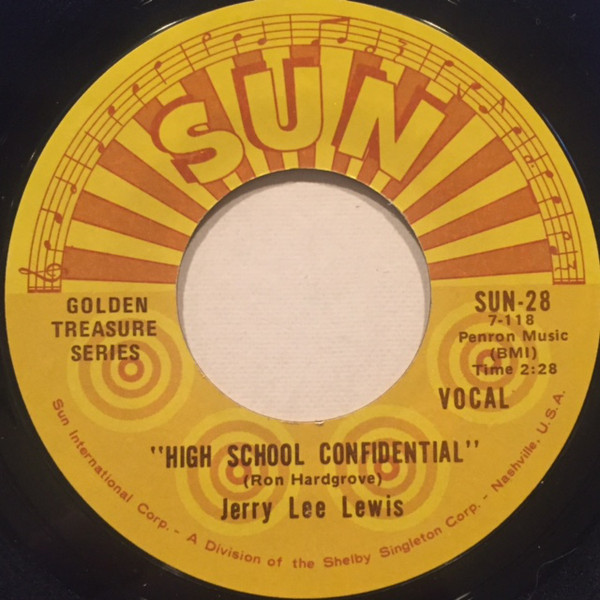 SUN
GOLDEN
TREASURE
SERIES
SUN-28
7-118
Penron Music
(BMI)
Time 2:28
VOCAL
"HIGH SCHOOL CONFIDENTIAL"
(Ron Hardgrove)
Jerry Lee Lewis
Sun International Corp. - A Division of the Shelby Singleton Corp. - Nashville, U.S.A.